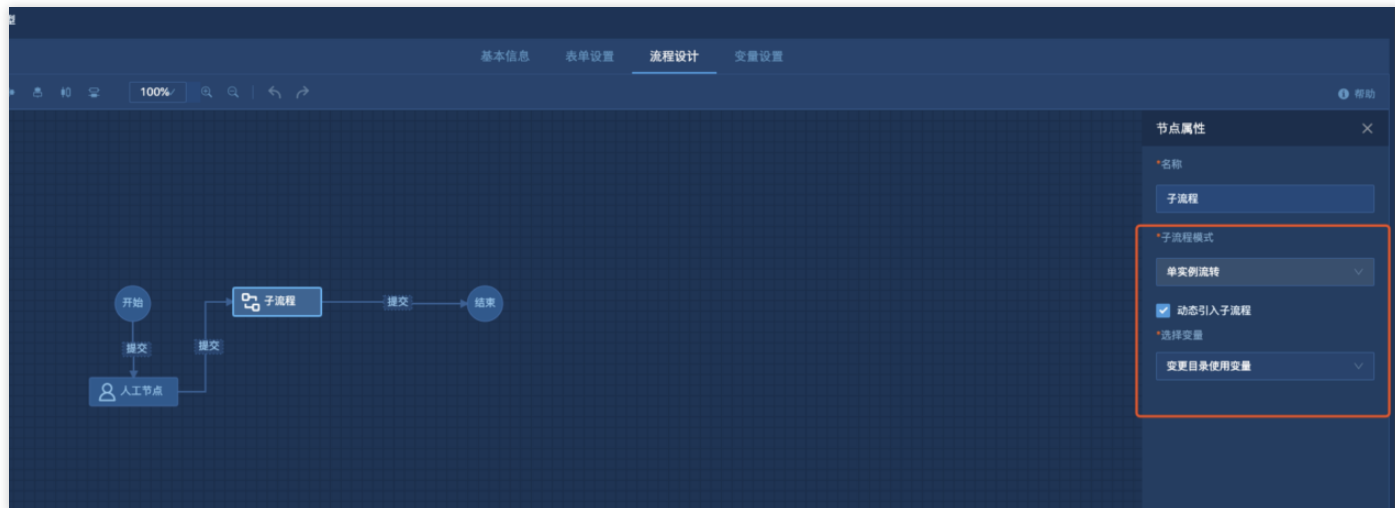 型
基本信息 表单设置 流程设计 变量设置
100%
帮助
节点属性
*名称
子流程
*子流程模式
单实例流转
动态引入子流程
*选择变量
变更目录使用变量
开始
子流程
提交
结束
提交
提交
人工节点